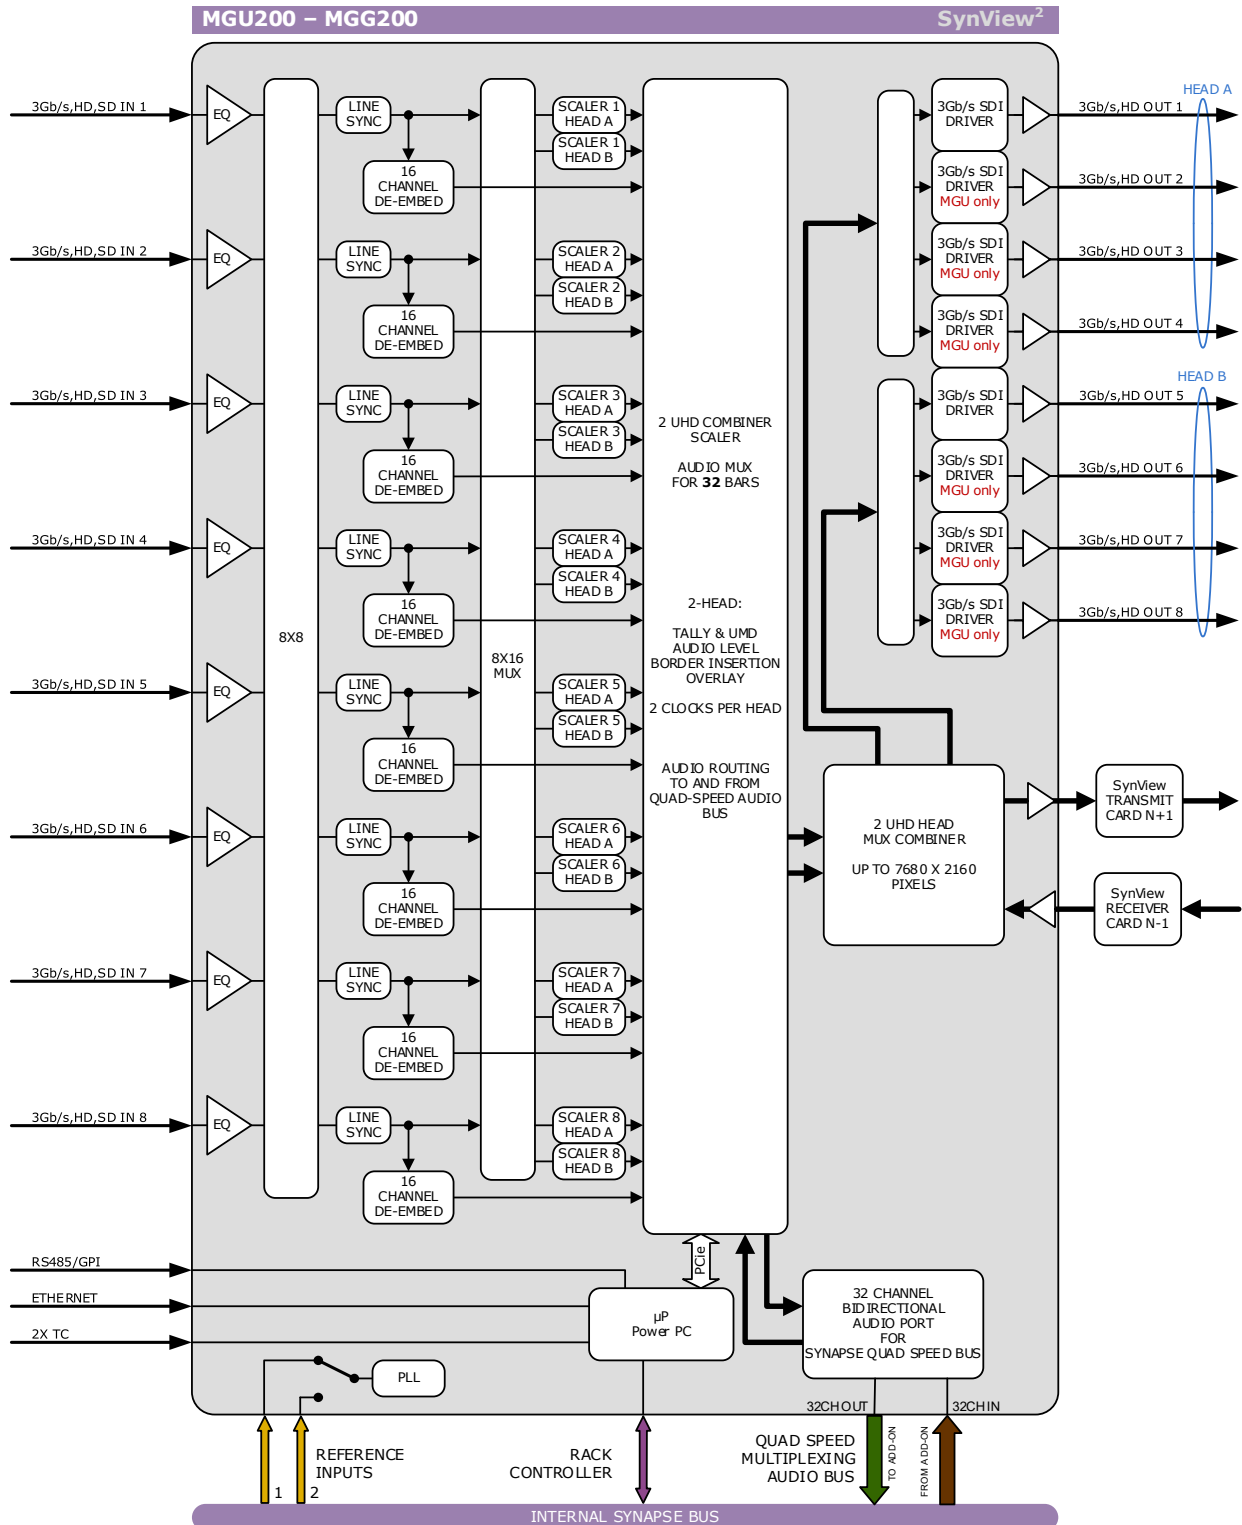 MGU200 – MGG200
SynView2
3Gb/s,HD,SD IN 1
EQ
LINE
SYNC
16
CHANNEL
DE-EMBED
SCALER 1
HEAD A
SCALER 1
HEAD B
3Gb/s,HD,SD IN 2
EQ
LINE
SYNC
16
CHANNEL
DE-EMBED
SCALER 2
HEAD A
SCALER 2
HEAD B
3Gb/s,HD,SD IN 3
EQ
LINE
SYNC
16
CHANNEL
DE-EMBED
SCALER 3
HEAD A
SCALER 3
HEAD B
3Gb/s,HD,SD IN 4
EQ
LINE
SYNC
16
CHANNEL
DE-EMBED
SCALER 4
HEAD A
SCALER 4
HEAD B
8X8
8X16
MUX
3Gb/s,HD,SD IN 5
EQ
LINE
SYNC
16
CHANNEL
DE-EMBED
SCALER 5
HEAD A
SCALER 5
HEAD B
3Gb/s,HD,SD IN 6
EQ
LINE
SYNC
16
CHANNEL
DE-EMBED
SCALER 6
HEAD A
SCALER 6
HEAD B
3Gb/s,HD,SD IN 7
EQ
LINE
SYNC
16
CHANNEL
DE-EMBED
SCALER 7
HEAD A
SCALER 7
HEAD B
3Gb/s,HD,SD IN 8
EQ
LINE
SYNC
16
CHANNEL
DE-EMBED
SCALER 8
HEAD A
SCALER 8
HEAD B
2 UHD COMBINER
SCALER
AUDIO MUX
FOR 32 BARS
2-HEAD:
TALLY & UMD
AUDIO LEVEL
BORDER INSERTION
OVERLAY
2 CLOCKS PER HEAD
AUDIO ROUTING
TO AND FROM
QUAD-SPEED AUDIO
BUS
HEAD A
3Gb/s SDI
DRIVER
3Gb/s,HD OUT 1
3Gb/s SDI
DRIVER
MGU only
3Gb/s,HD OUT 2
3Gb/s SDI
DRIVER
MGU only
3Gb/s,HD OUT 3
3Gb/s SDI
DRIVER
MGU only
3Gb/s,HD OUT 4
HEAD B
3Gb/s SDI
DRIVER
3Gb/s,HD OUT 5
3Gb/s SDI
DRIVER
MGU only
3Gb/s,HD OUT 6
3Gb/s SDI
DRIVER
MGU only
3Gb/s,HD OUT 7
3Gb/s SDI
DRIVER
MGU only
3Gb/s,HD OUT 8
2 UHD HEAD
MUX COMBINER
UP TO 7680 X 2160
PIXELS
SynView
TRANSMIT
CARD N+1
SynView
RECEIVER
CARD N-1
RS485/GPI
ETHERNET
2X TC
PCie
µP
Power PC
32 CHANNEL
BIDIRECTIONAL
AUDIO PORT
FOR
SYNAPSE QUAD SPEED BUS
PLL
32CH OUT
32CH IN
1
2
REFERENCE
INPUTS
RACK
CONTROLLER
QUAD SPEED
MULTIPLEXING
AUDIO BUS
TO ADD-ON
FROM ADD-ON
INTERNAL SYNAPSE BUS